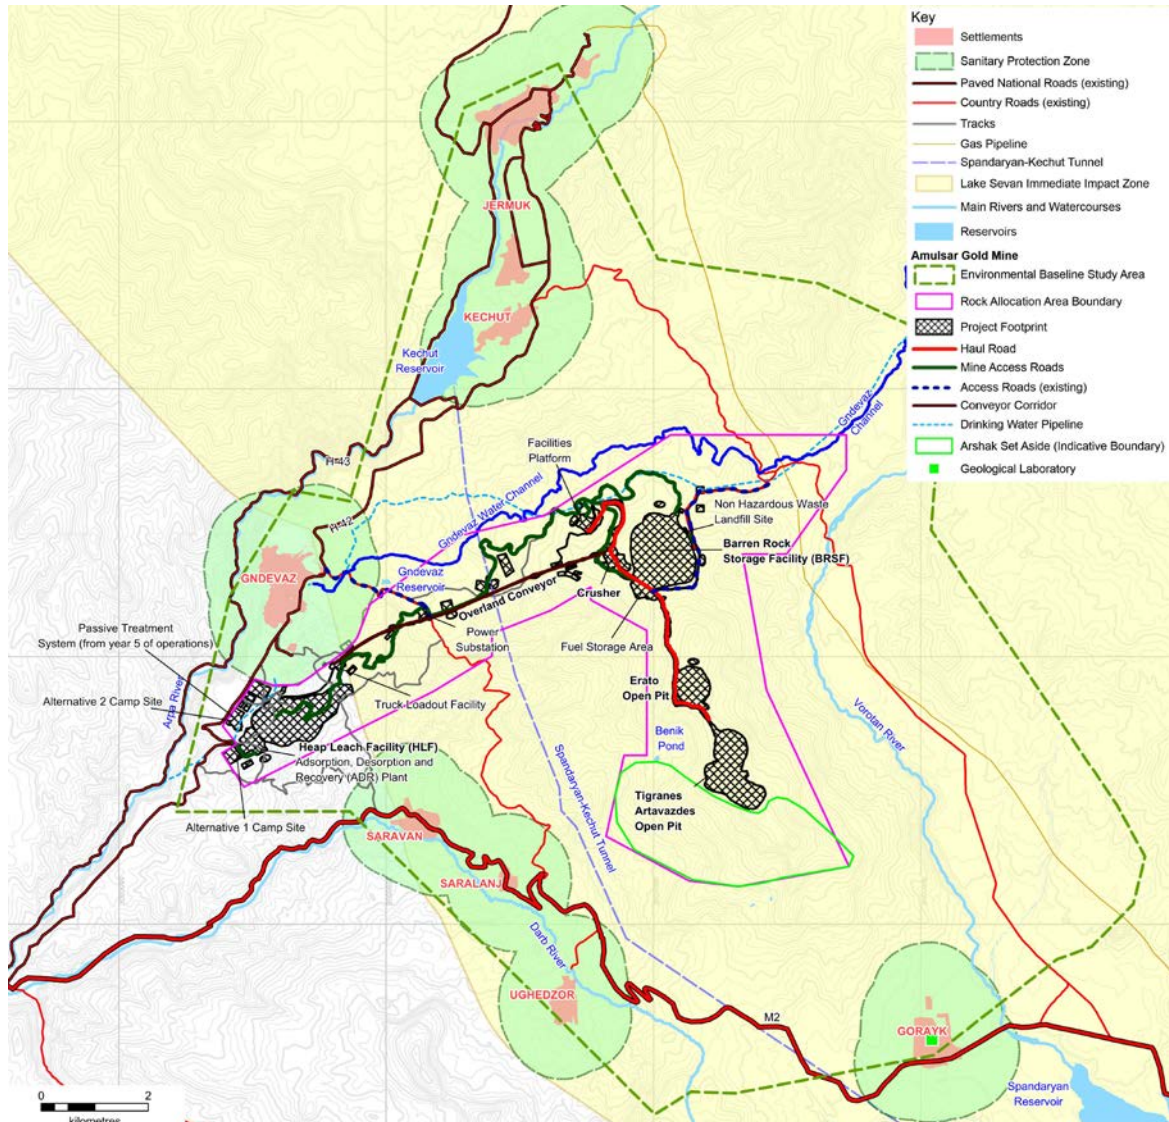 Key
Settlements
Sanitary Protection Zone
Paved National Roads (existing)
Country Roads (existing)
Tracks
Gas Pipeline
Spandaryan-Kechut Tunnel
Lake Sevan Immediate Impact Zone
Main Rivers and Watercourses
Reservoirs
Amulsar Gold Mine
Environmental Baseline Study Area
Rock Allocation Area Boundary
Project Footprint
Haul Road
Mine Access Roads
Access Roads (existing)
Conveyor Corridor
Drinking Water Pipeline
Arshak Set Aside (Indicative Boundary)
Geological Laboratory
JERMUK
KECHUT
Kechut
Reservoir
Gndevaz
Channel
H-43
H-42
Facilities
Platform
Gndevaz Water Channel
Non Hazardous Waste
Landfill Site
Barren Rock
Storage Facility (BRSF)
GNDEVAZ
Gndevaz
Reservoir
Overland Conveyor
Crusher
Power
Substation
Fuel Storage Area
Passive Treatment
System (from year 5 of operations)
Alternative 2 Camp Site
Arpa River
Truck Loadout Facility
Erato
Open Pit
Vorotan River
Heap Leach Facility (HLF)
Adsorption, Desorption and
Recovery (ADR) Plant
Benik
Pond
Spandaryan-Kechut Tunnel
Tigranes
Artavazdes
Open Pit
Alternative 1 Camp Site
SARAVAN
SARALANJ
Darb River
UGHEDZOR
M2
GORAYK
Spandaryan
Reservoir
0 2
kilometres